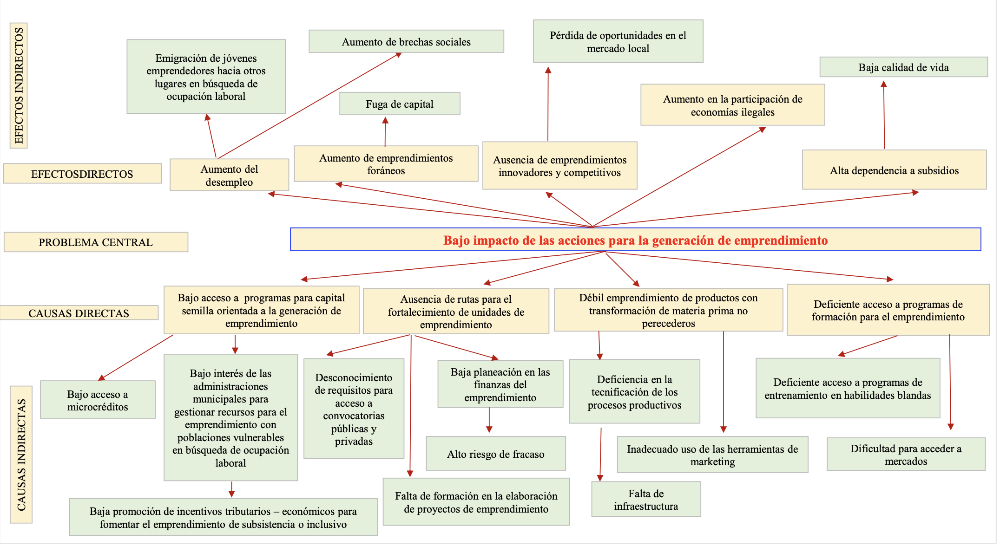 EFECTOS INDIRECTOS
Emigración de jóvenes
emprendedores hacia otros
lugares en búsqueda de
ocupación laboral
Aumento de brechas sociales
Pérdida de oportunidades en el
mercado local
Baja calidad de vida
Fuga de capital
Aumento en la participación de
economías ilegales
EFECTOSDIRECTOS
Aumento del
desempleo
Aumento de emprendimientos
foráneos
Ausencia de emprendimientos
innovadores y competitivos
Alta dependencia a subsidios
PROBLEMA CENTRAL
Bajo impacto de las acciones para la generación de emprendimiento
CAUSAS DIRECTAS
Bajo acceso a programas para capital
semilla orientada a la generación de
emprendimiento
Ausencia de rutas para el
fortalecimiento de unidades de
emprendimiento
Débil emprendimiento de productos con
transformación de materia prima no
perecederos
Deficiente acceso a programas de
formación para el emprendimiento
CAUSAS INDIRECTAS
Bajo acceso a
microcréditos
Bajo interés de las
administraciones
municipales para
gestionar recursos para el
emprendimiento con
poblaciones vulnerables
en búsqueda de ocupación
laboral
Desconocimiento
de requisitos para
acceso a
convocatorias
públicas y
privadas
Baja planeación en las
finanzas del
emprendimiento
Deficiencia en la
tecnificación de los
procesos productivos
Deficiente acceso a programas de
entrenamiento en habilidades blandas
Alto riesgo de fracaso
Inadecuado uso de las herramientas de
marketing
Dificultad para acceder a
mercados
Baja promoción de incentivos tributarios – económicos para
fomentar el emprendimiento de subsistencia o inclusivo
Falta de formación en la elaboración
de proyectos de emprendimiento
Falta de
infraestructura